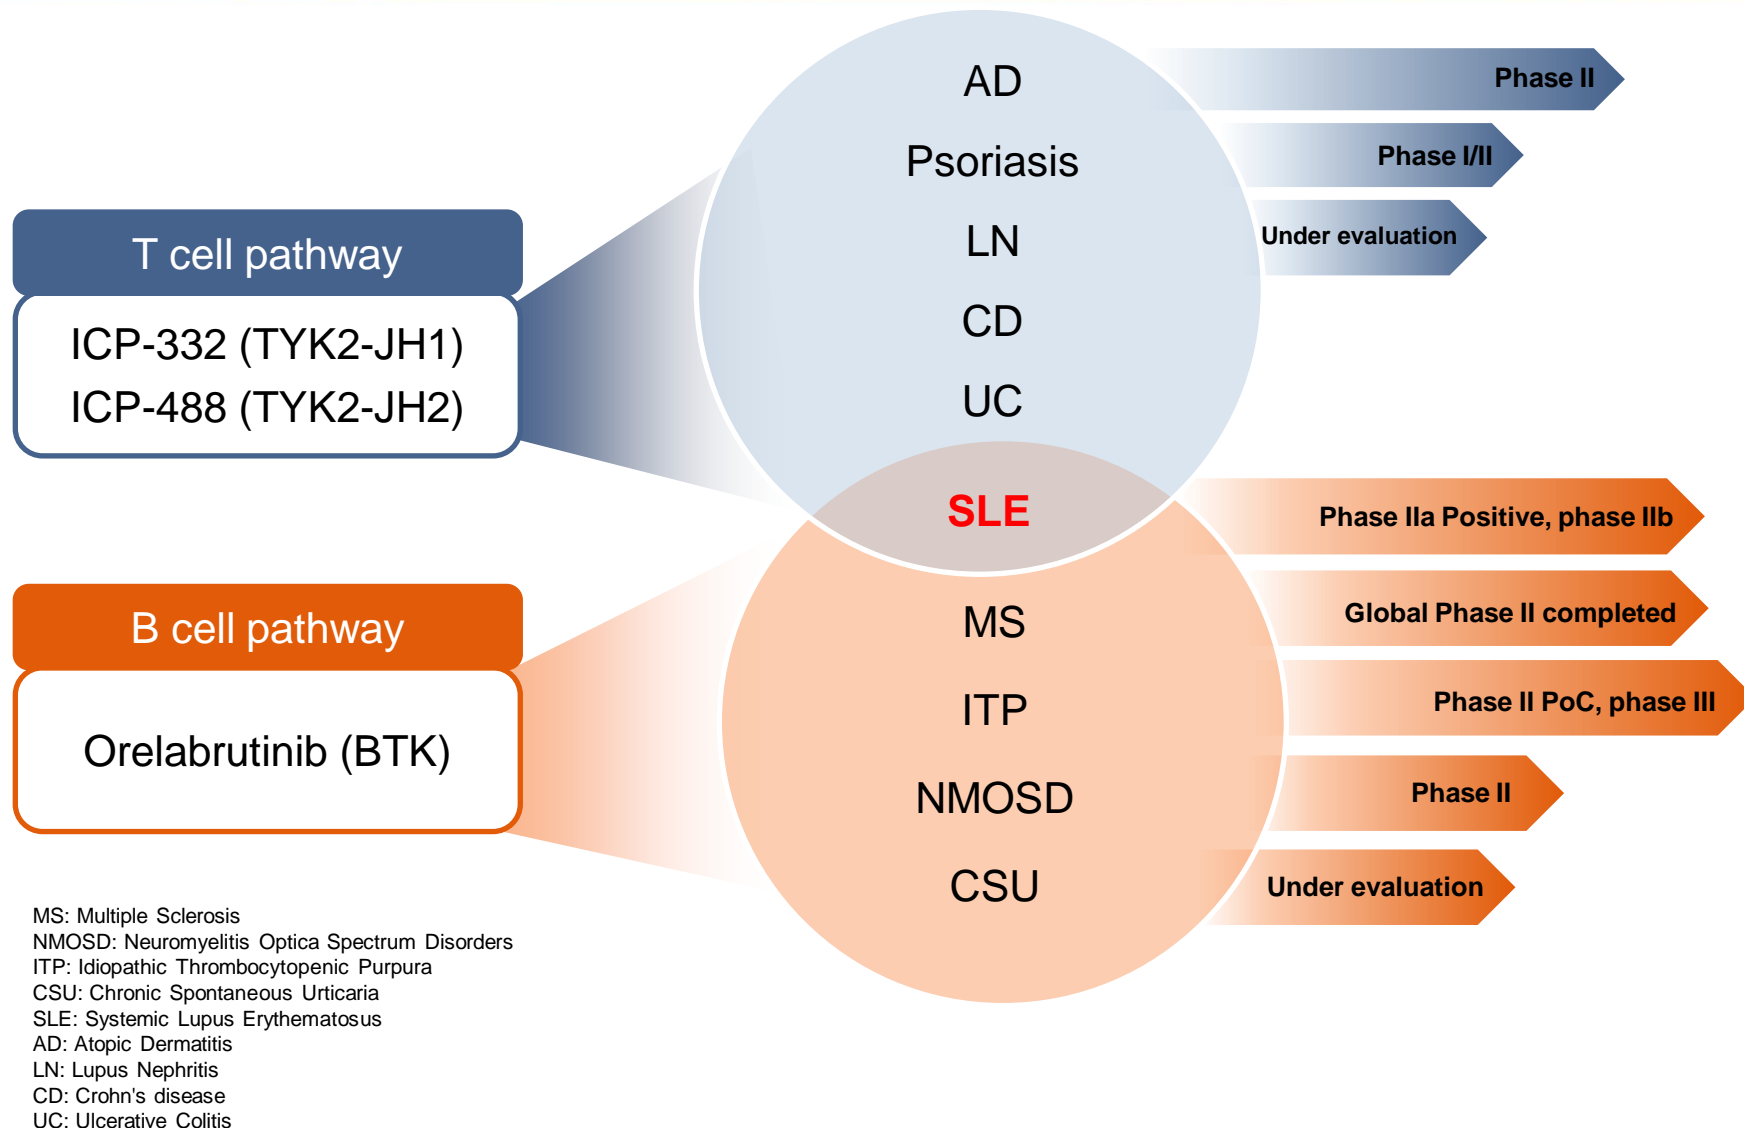 AD
Phase II
Psoriasis
Phase I/II
LN
Under evaluation
CD
UC
T cell pathway
ICP-332 (TYK2-JH1)
ICP-488 (TYK2-JH2)
SLE
Phase IIa Positive, phase IIb
MS
Global Phase II completed
ITP
Phase II PoC, phase III
NMOSD
Phase II
CSU
Under evaluation
B cell pathway
Orelabrutinib (BTK)
MS: Multiple Sclerosis
NMOSD: Neuromyelitis Optica Spectrum Disorders
ITP: Idiopathic Thrombocytopenic Purpura
CSU: Chronic Spontaneous Urticaria
SLE: Systemic Lupus Erythematosus
AD: Atopic Dermatitis
LN: Lupus Nephritis
CD: Crohn's disease
UC: Ulcerative Colitis